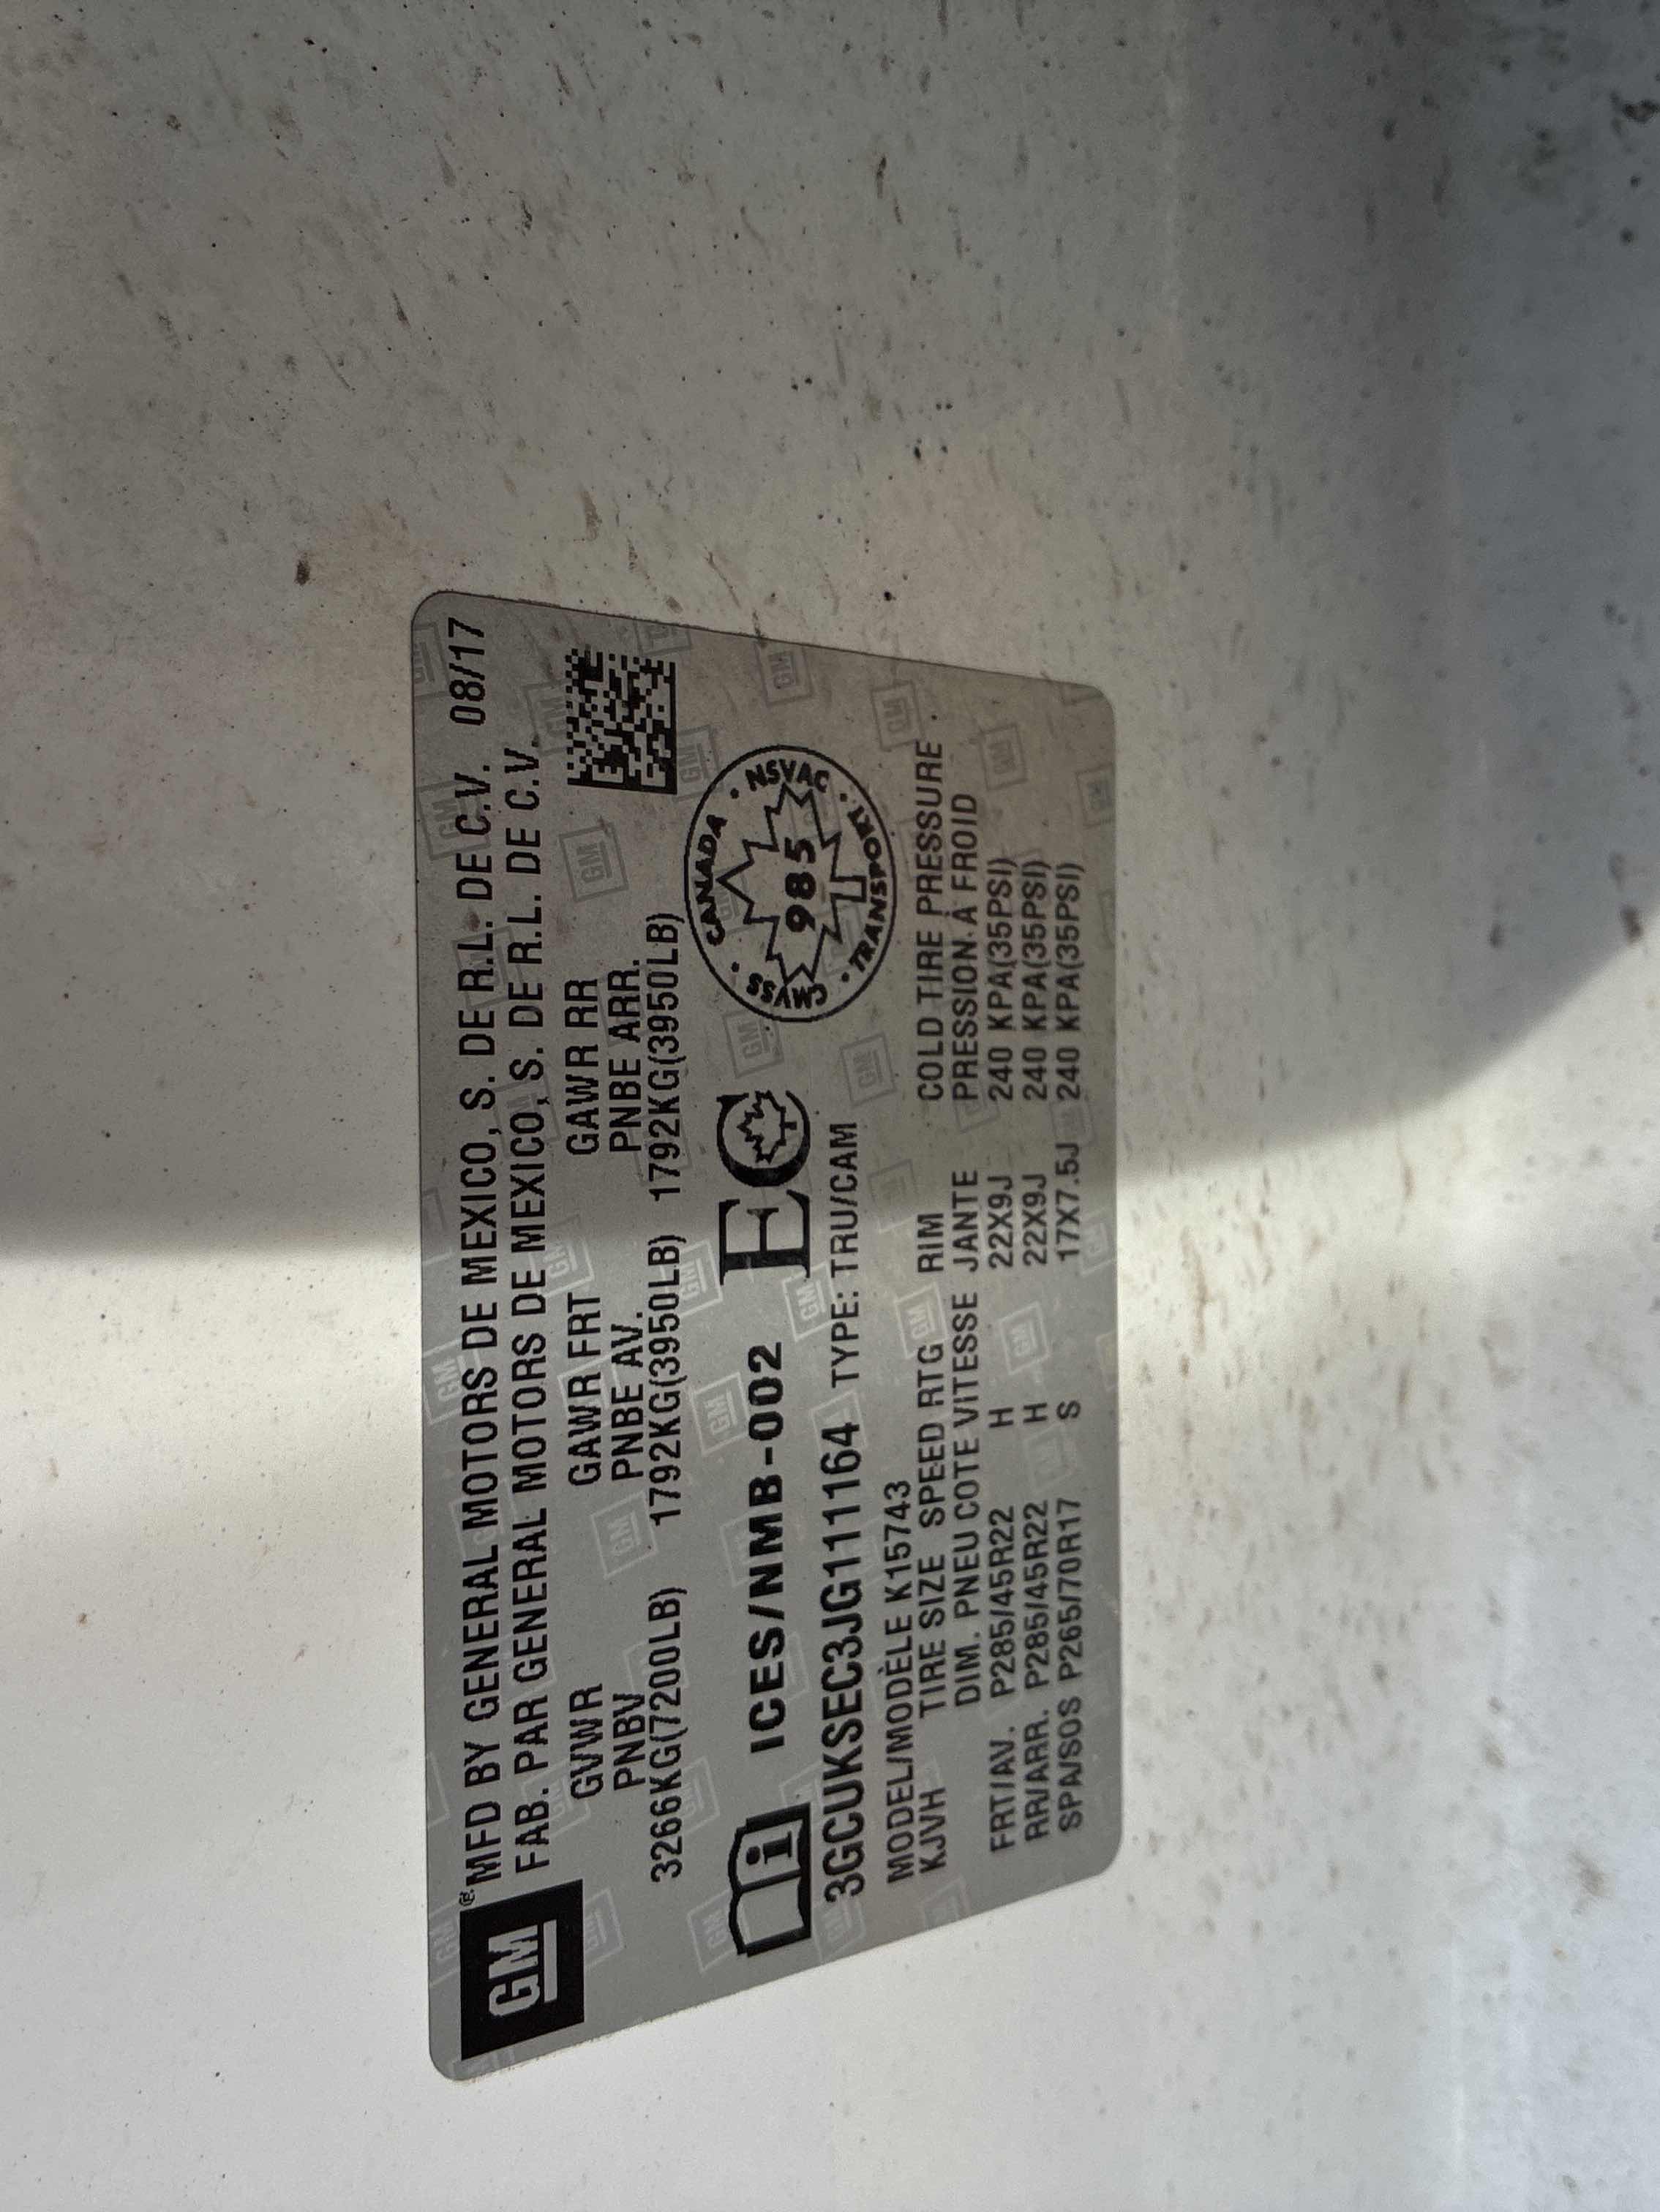 GM® MFD BY GENERAL MOTORS DE MEXICO, S. DE R.L. DE C.V. 08/17
FAB. PAR GENERAL MOTORS DE MEXICO, S. DE R.L. DE C.V.
GVWR GAWR FRT GAWR RR
PNBV PNBE AV. PNBE ARR.
3266KG(7200LB) 1792KG(3950LB) 1792KG(3950LB)
i ICES/NMB-002 EC
CANADA · NSVAC · TRANSPORT · CMVSS ·
985
3GCUKSEC3JG111164 TYPE: TRU/CAM
MODEL/MODÈLE K15743
KJVH TIRE SIZE SPEED RTG RIM COLD TIRE PRESSURE
DIM. PNEU COTE VITESSE JANTE PRESSION À FROID
FRT/AV. P285/45R22 H 22X9J 240 KPA(35PSI)
RR/ARR. P285/45R22 H 22X9J 240 KPA(35PSI)
SPA/SOS P265/70R17 S 17X7.5J 240 KPA(35PSI)